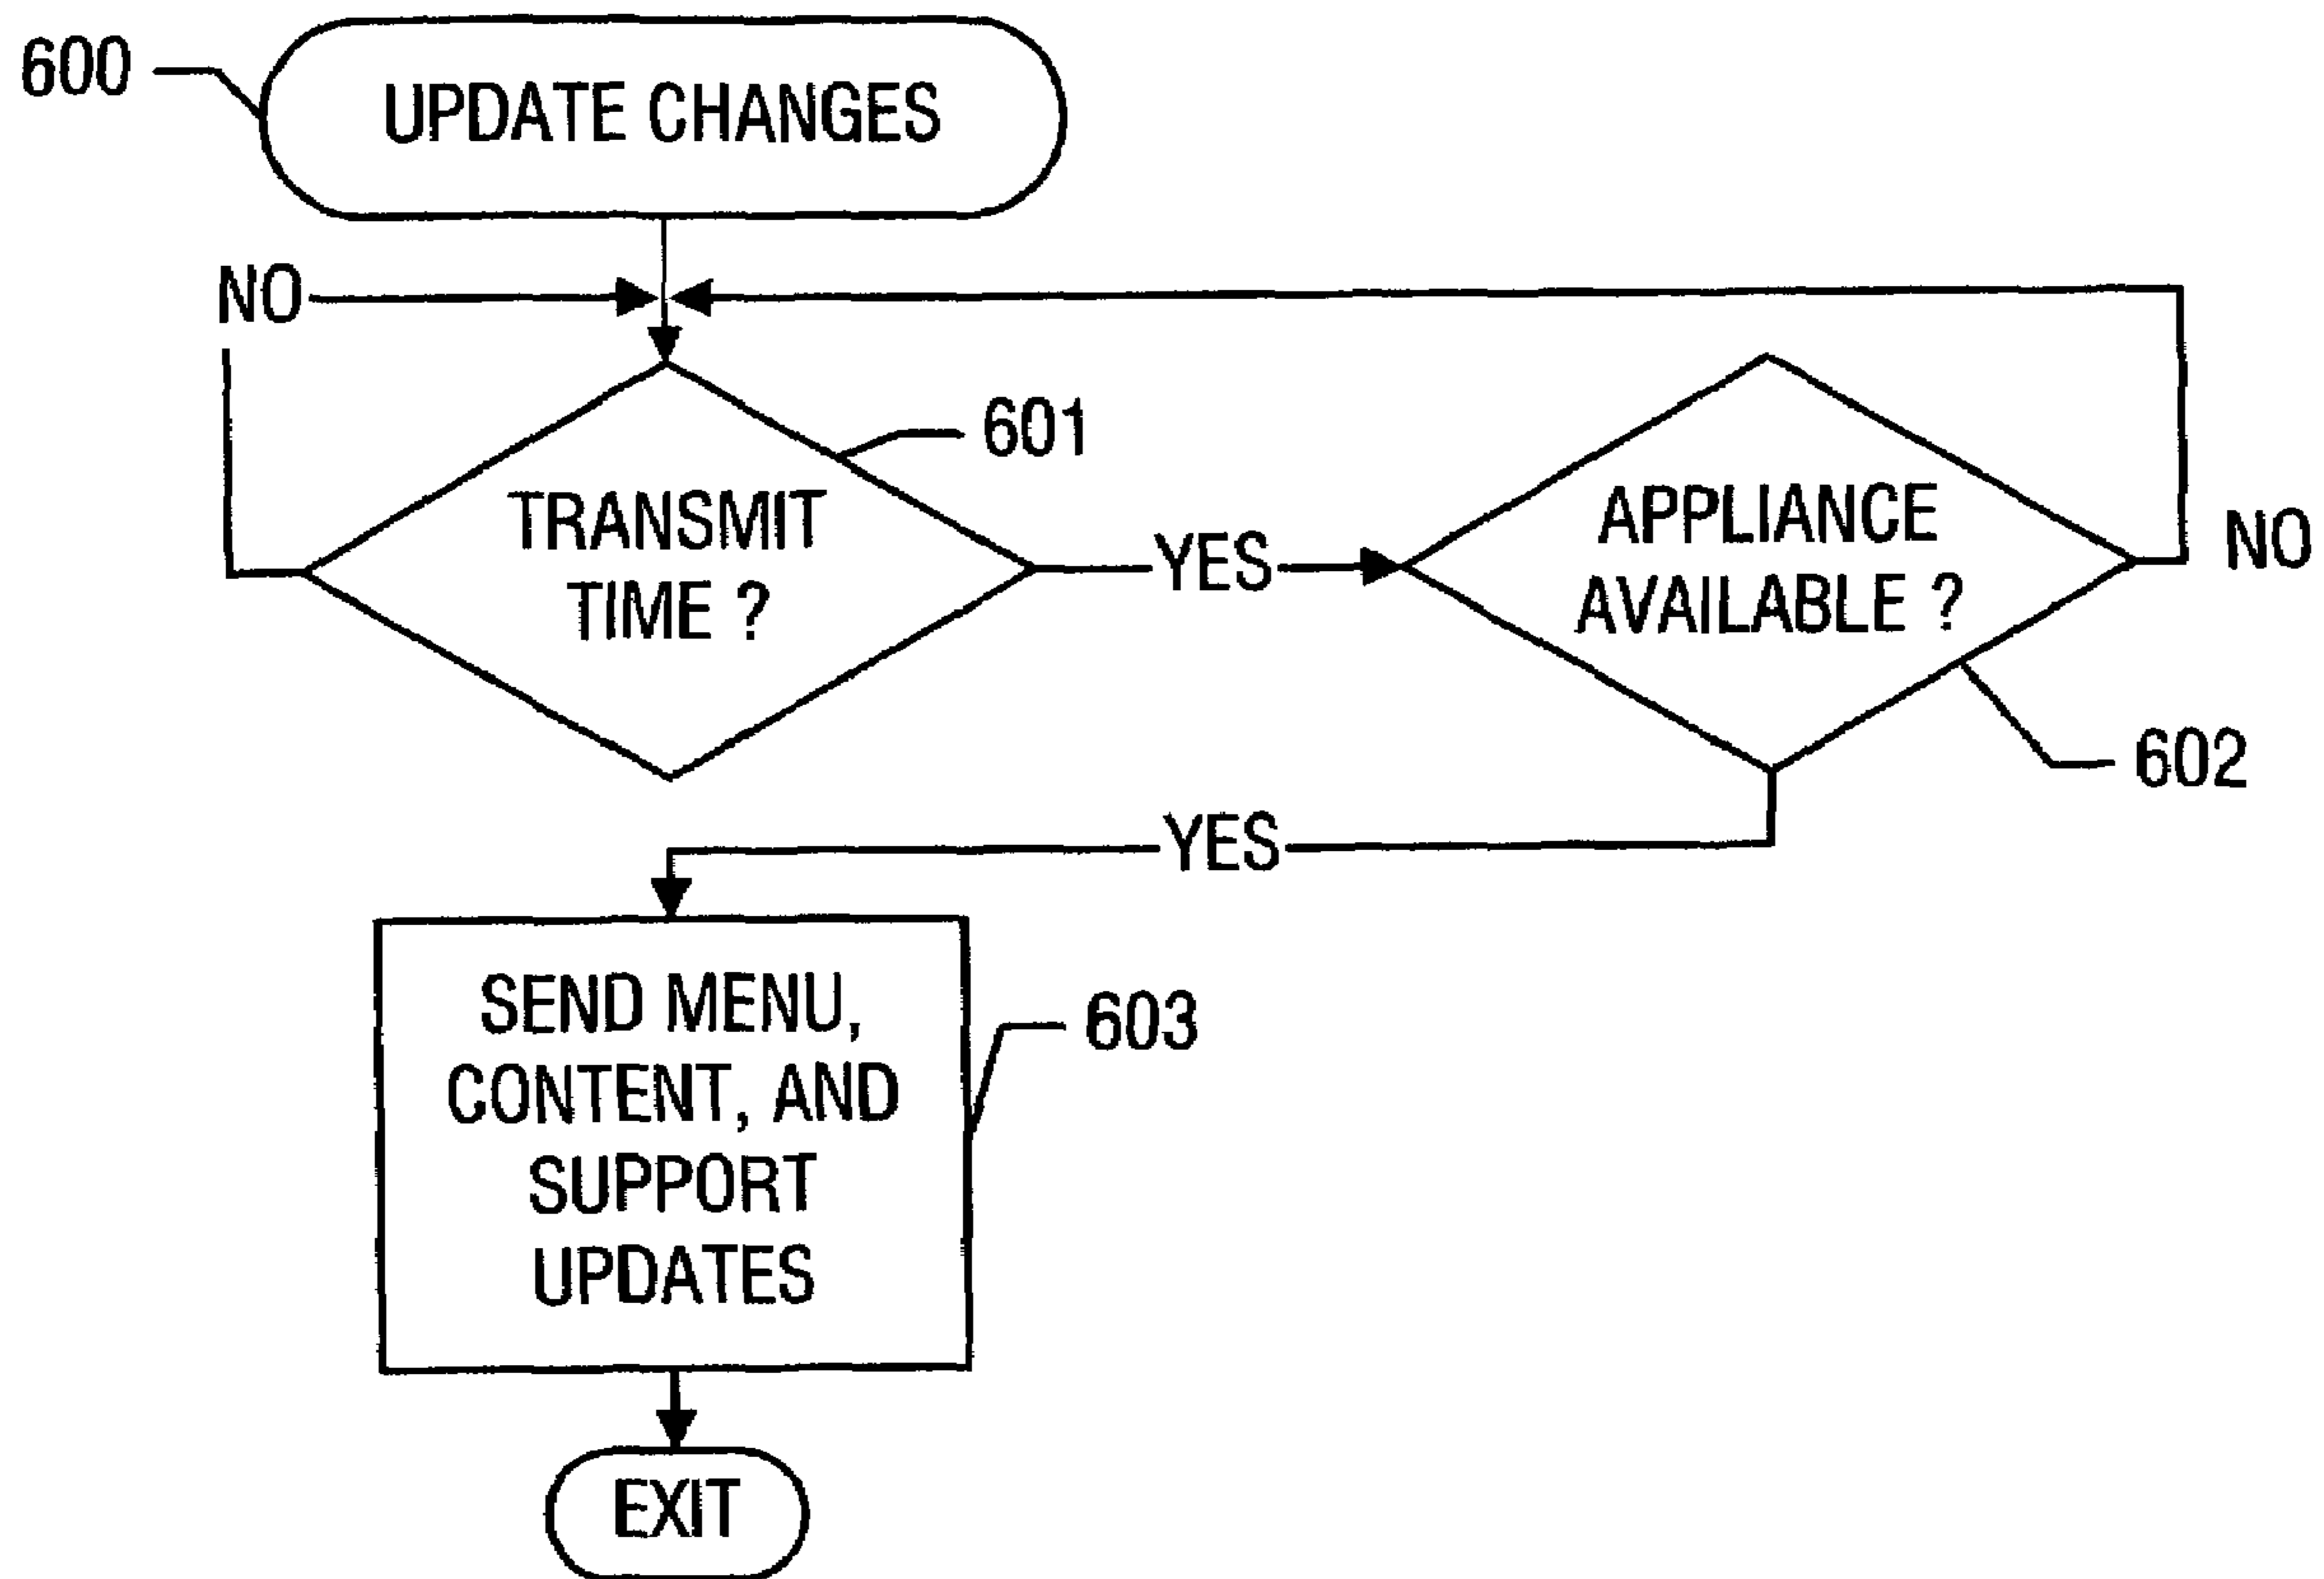 600
UPDATE CHANGES
NO
601
TRANSMIT
TIME ?
YES
APPLIANCE
AVAILABLE ?
NO
602
YES
SEND MENU,
CONTENT, AND
SUPPORT
UPDATES
603
EXIT